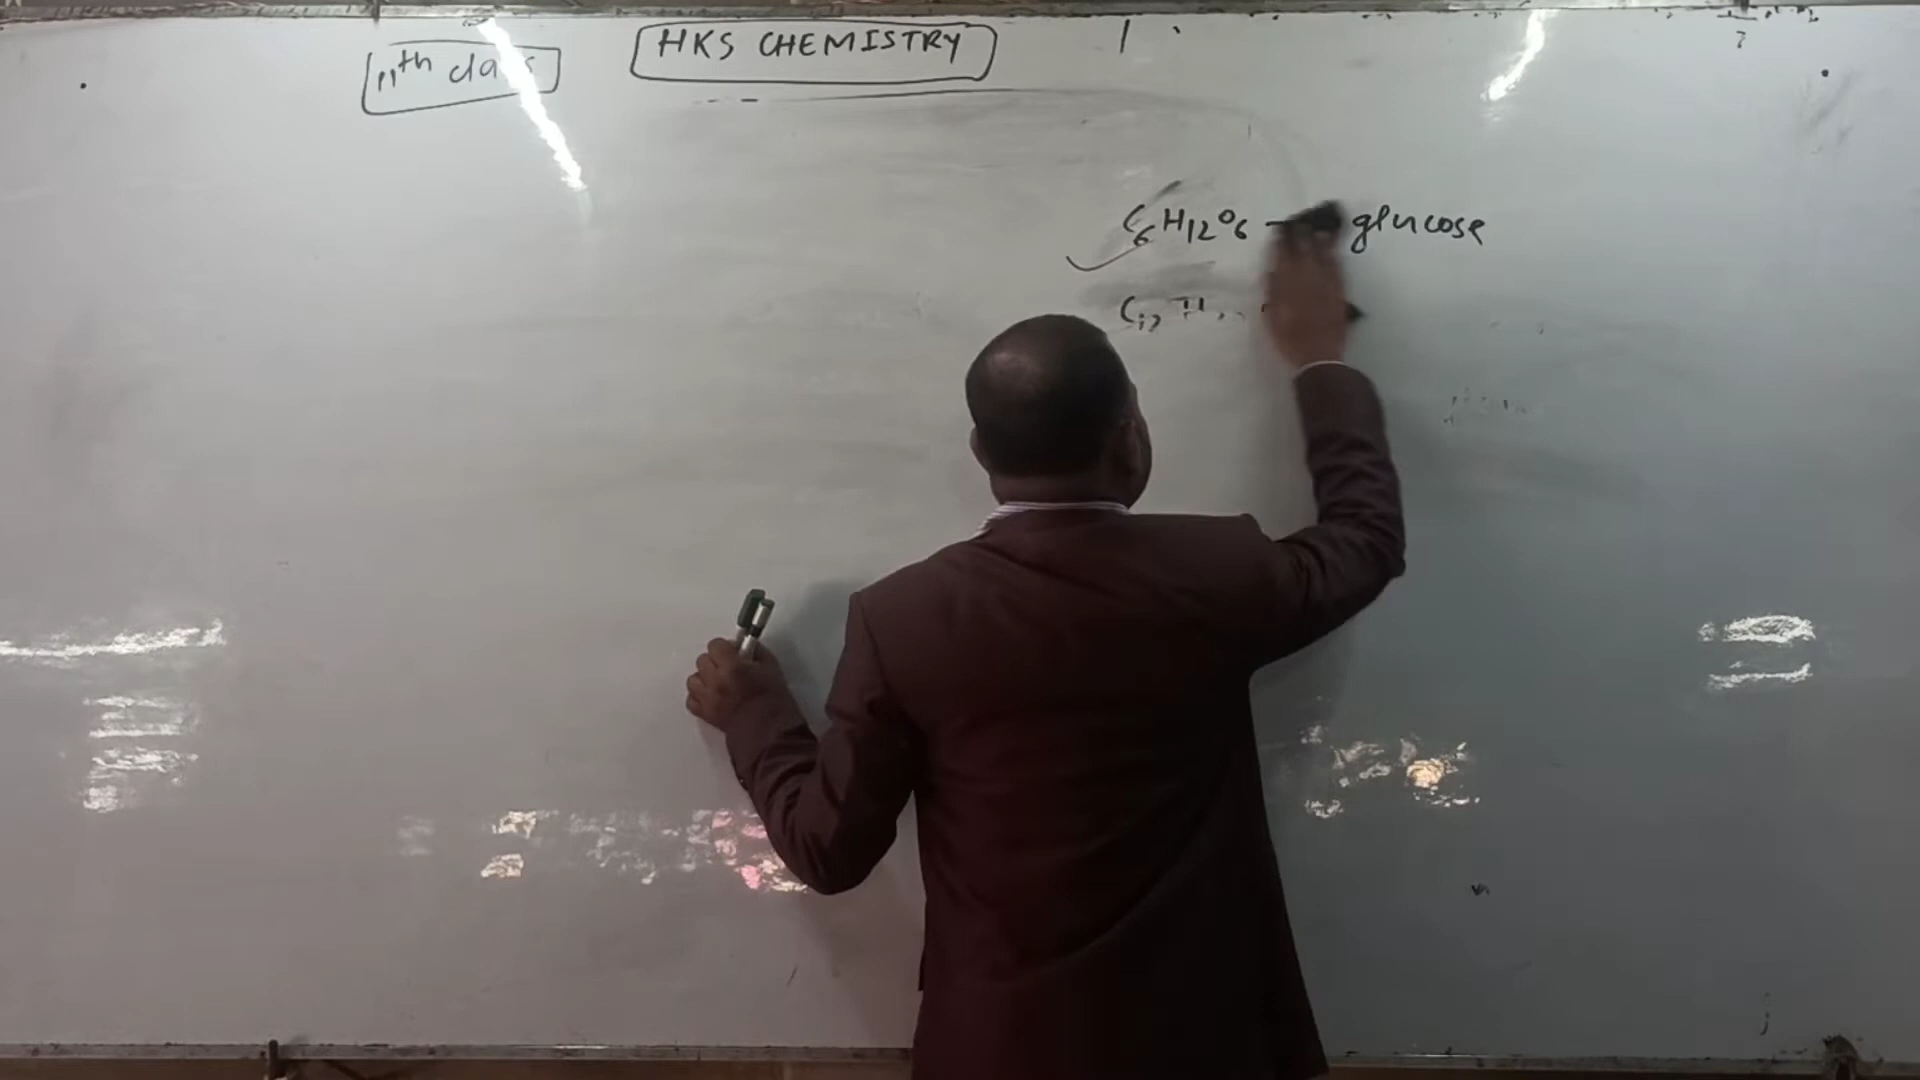 11th class
HKS CHEMISTRY
C6H12O6 — glucose